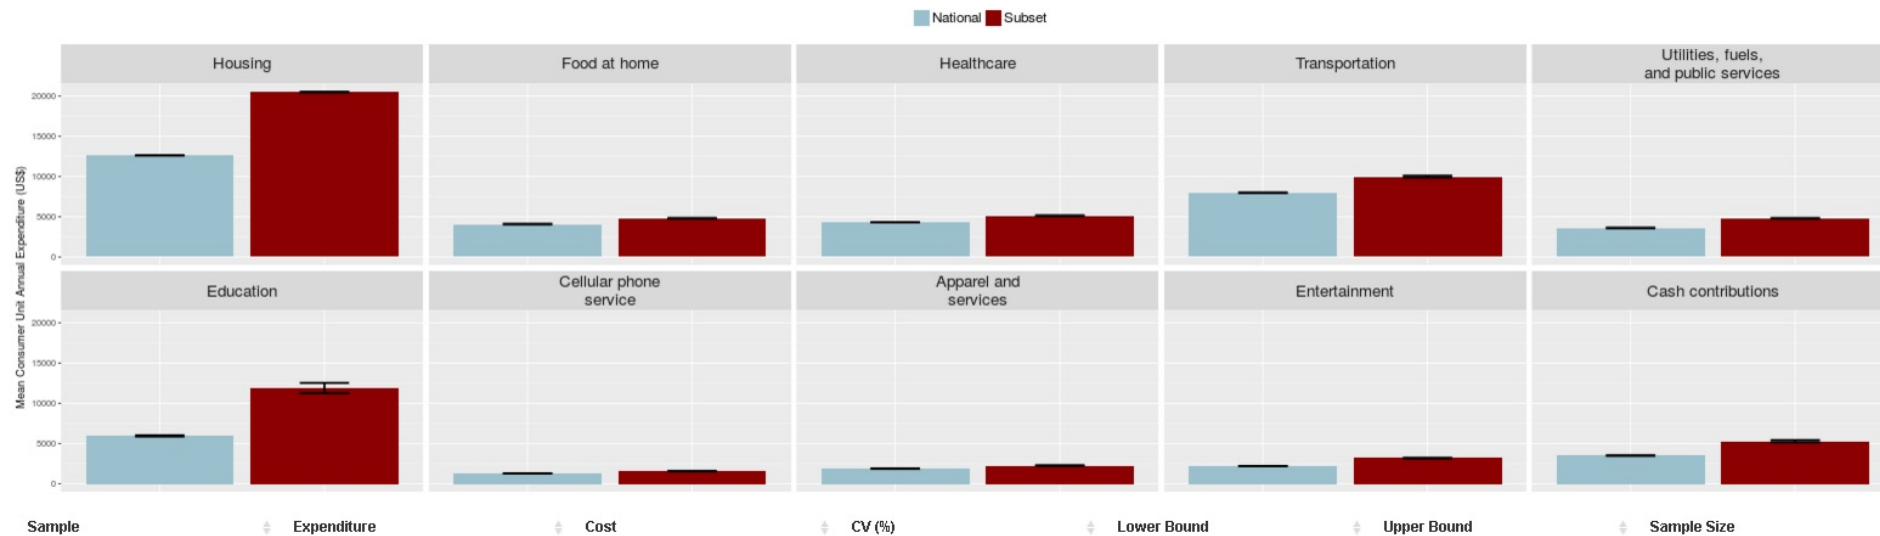 National Subset
Housing
Food at home
Healthcare
Transportation
Utilities, fuels,
and public services
20000
15000
10000
5000
0
Mean Consumer Unit Annual Expenditure (US$)
Education
Cellular phone
service
Apparel and
services
Entertainment
Cash contributions
20000
15000
10000
5000
0
Sample Expenditure Cost CV (%) Lower Bound Upper Bound Sample Size